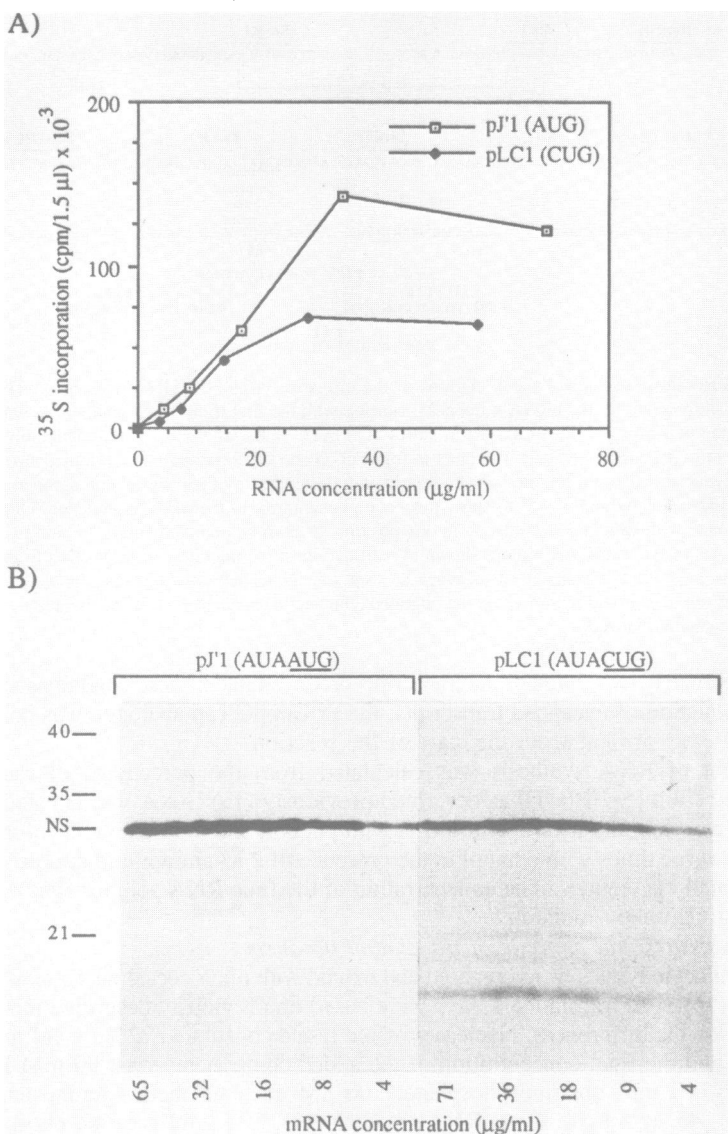 A)
200
100
0
35S incorporation (cpm/1.5 µl) x 10-3
pJ'1 (AUG)
pLC1 (CUG)
0 20 40 60 80
RNA concentration (µg/ml)
B)
pJ'1 (AUAAUG) pLC1 (AUACUG)
40
35
NS
21
65 32 16 8 4 71 36 18 9 4
mRNA concentration (µg/ml)